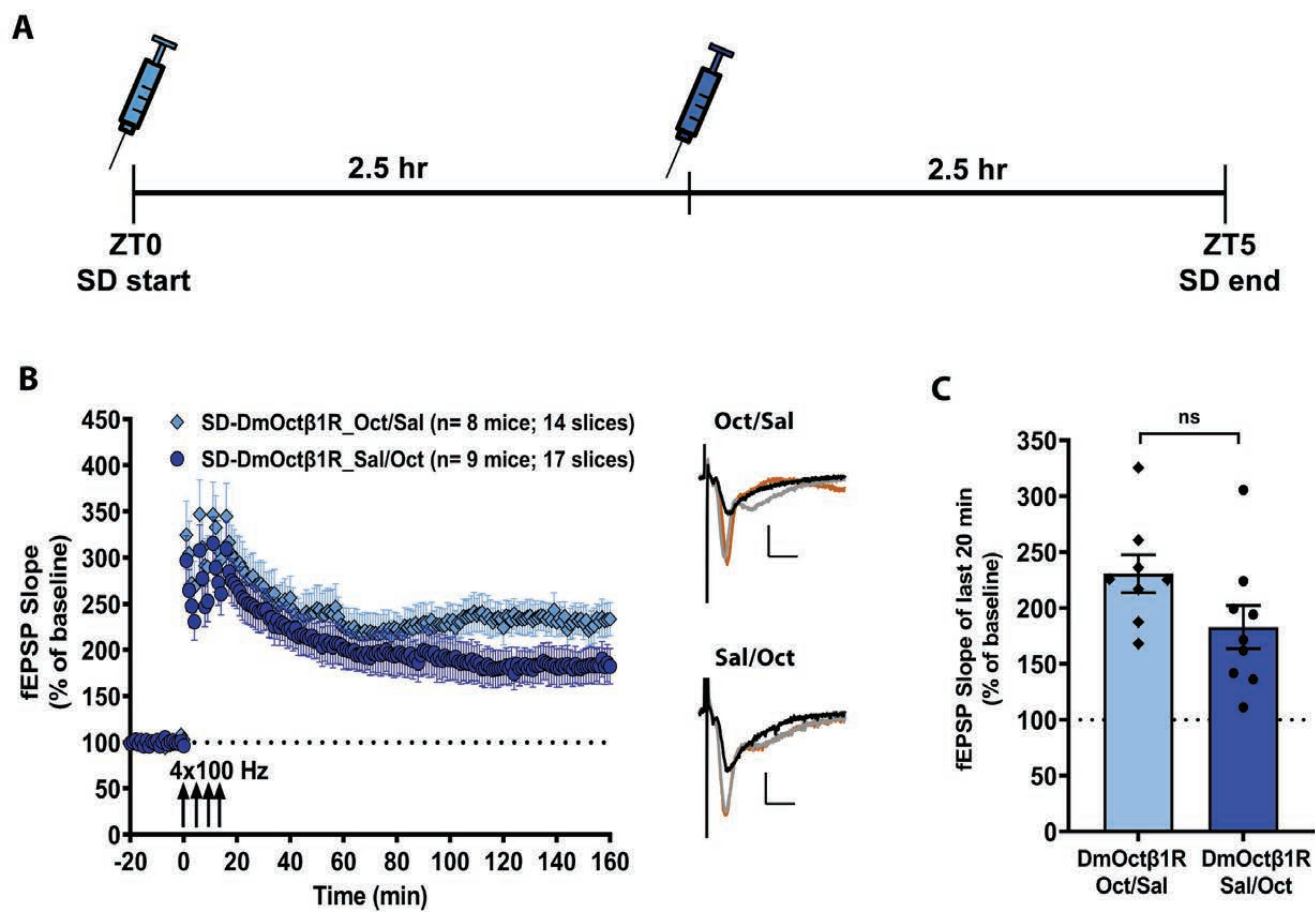 A
2.5 hr
2.5 hr
ZT0
SD start
ZT5
SD end
B
SD-DmOctβ1R_Oct/Sal (n= 8 mice; 14 slices)
SD-DmOctβ1R_Sal/Oct (n= 9 mice; 17 slices)
fEPSP Slope
(% of baseline)
450
400
350
300
250
200
150
100
50
0
4x100 Hz
-20
0
20
40
60
80
100
120
140
160
Time (min)
Oct/Sal
Sal/Oct
C
fEPSP Slope of last 20 min
(% of baseline)
350
300
250
200
150
100
50
0
ns
DmOctβ1R
Oct/Sal
DmOctβ1R
Sal/Oct